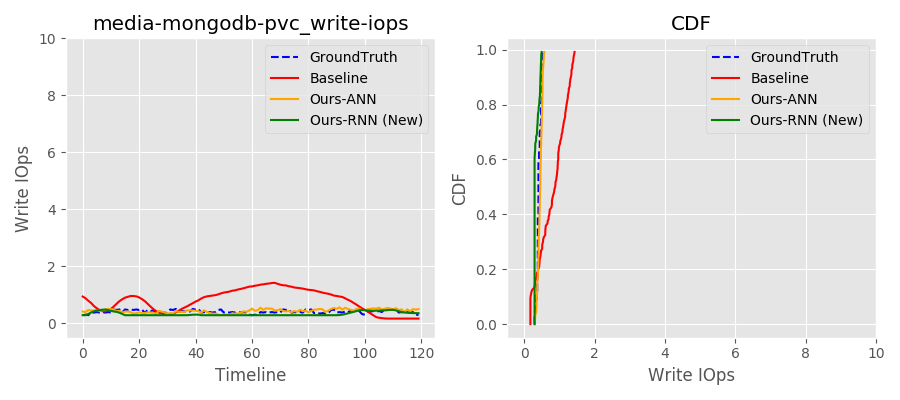 media-mongodb-pvc_write-iops
GroundTruth
Baseline
Ours-ANN
Ours-RNN (New)
10
8
6
4
2
0
Write IOps
0
20
40
60
80
100
120
Timeline
CDF
GroundTruth
Baseline
Ours-ANN
Ours-RNN (New)
1.0
0.8
0.6
0.4
0.2
0.0
CDF
0
2
4
6
8
10
Write IOps